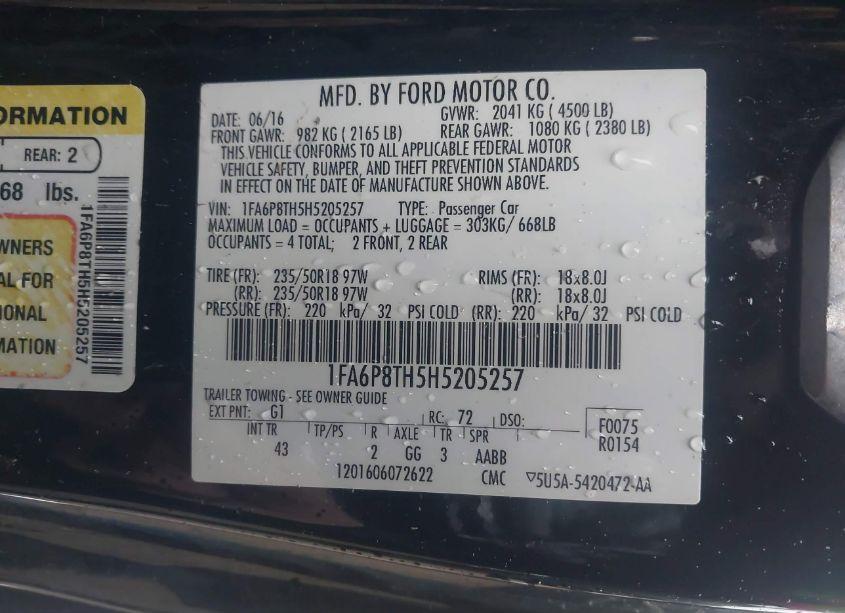 ORMATION
REAR: 2
68 lbs.
WNERS
AL FOR
IONAL
MATION
1FA6P8TH5H5205257
MFD. BY FORD MOTOR CO.
DATE: 06/16 GVWR: 2041 KG ( 4500 LB)
FRONT GAWR: 982 KG ( 2165 LB) REAR GAWR: 1080 KG ( 2380 LB)
THIS VEHICLE CONFORMS TO ALL APPLICABLE FEDERAL MOTOR
VEHICLE SAFETY, BUMPER, AND THEFT PREVENTION STANDARDS
IN EFFECT ON THE DATE OF MANUFACTURE SHOWN ABOVE.
VIN: 1FA6P8TH5H5205257 TYPE: Passenger Car
MAXIMUM LOAD = OCCUPANTS + LUGGAGE = 303KG/ 668LB
OCCUPANTS = 4 TOTAL; 2 FRONT, 2 REAR
TIRE (FR): 235/50R18 97W RIMS (FR): 18x8.0J
(RR): 235/50R18 97W (RR): 18x8.0J
PRESSURE (FR): 220 kPa/ 32 PSI COLD (RR): 220 kPa/ 32 PSI COLD
1FA6P8TH5H5205257
TRAILER TOWING - SEE OWNER GUIDE
EXT PNT: G1 RC: 72 DSO: F0075
INT TR TP/PS R AXLE TR SPR R0154
43 2 GG 3 AABB
1201606072622 CMC ▽5U5A-5420472-AA